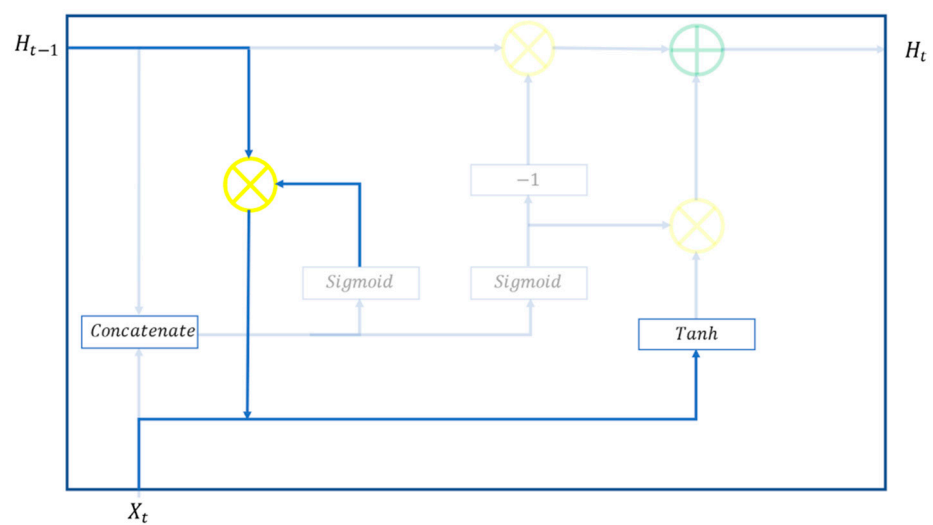 H_{t−1}
H_t
−1
Sigmoid
Sigmoid
Concatenate
Tanh
X_t